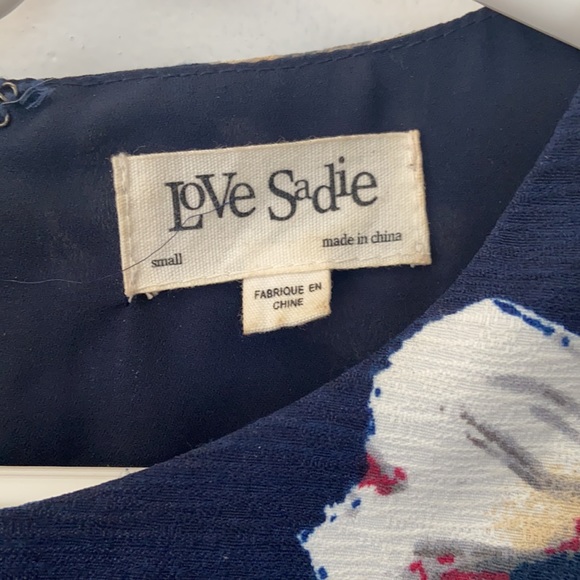 LoVe Sadie
small
made in china
FABRIQUE EN
CHINE